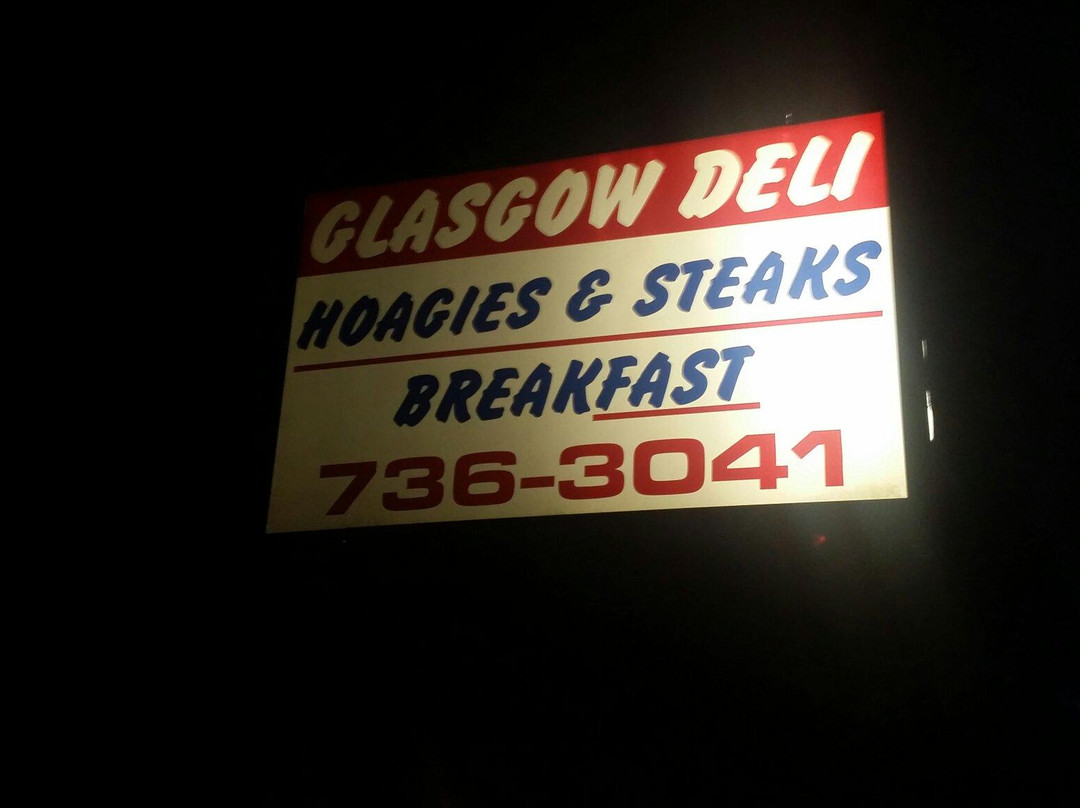 GLASGOW DELI
HOAGIES & STEAKS
BREAKFAST
736-3041